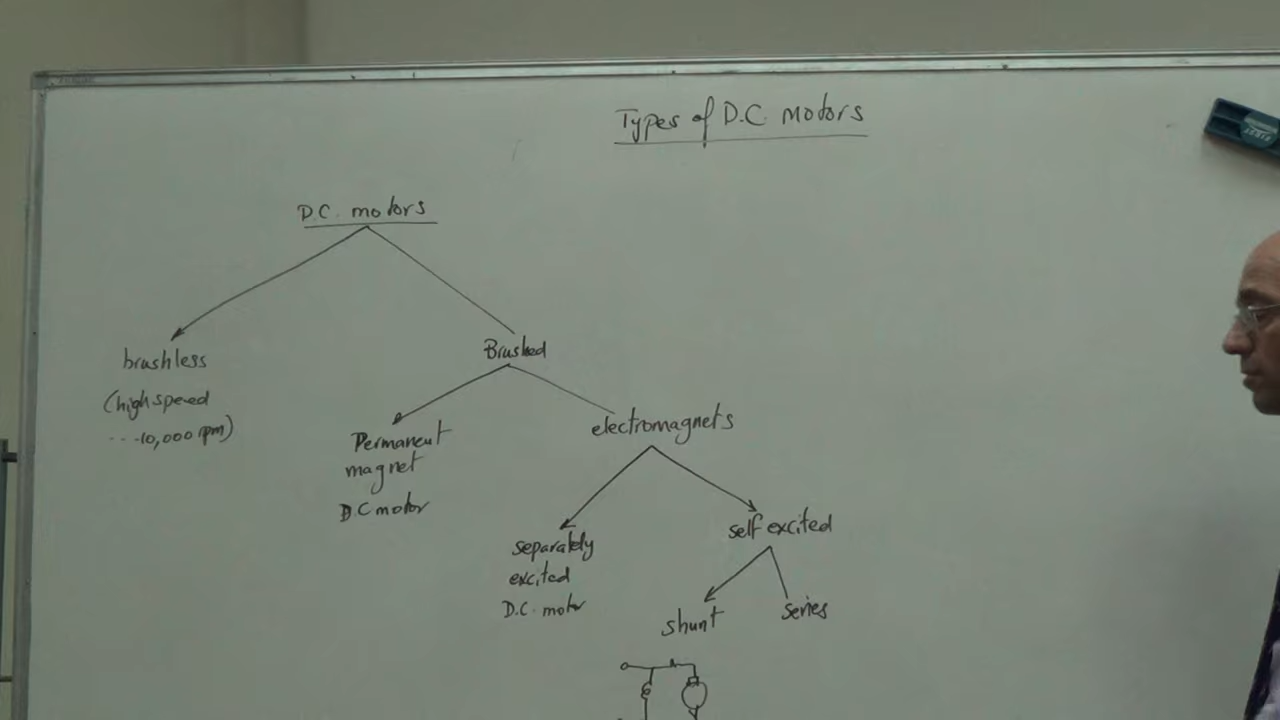 Types of D.C. motors
D.C. motors
brushless
(high speed
...10,000 rpm)
Brushed
Permanent
magnet
D.C motor
electromagnets
separately
excited
D.C. motor
self excited
shunt
series